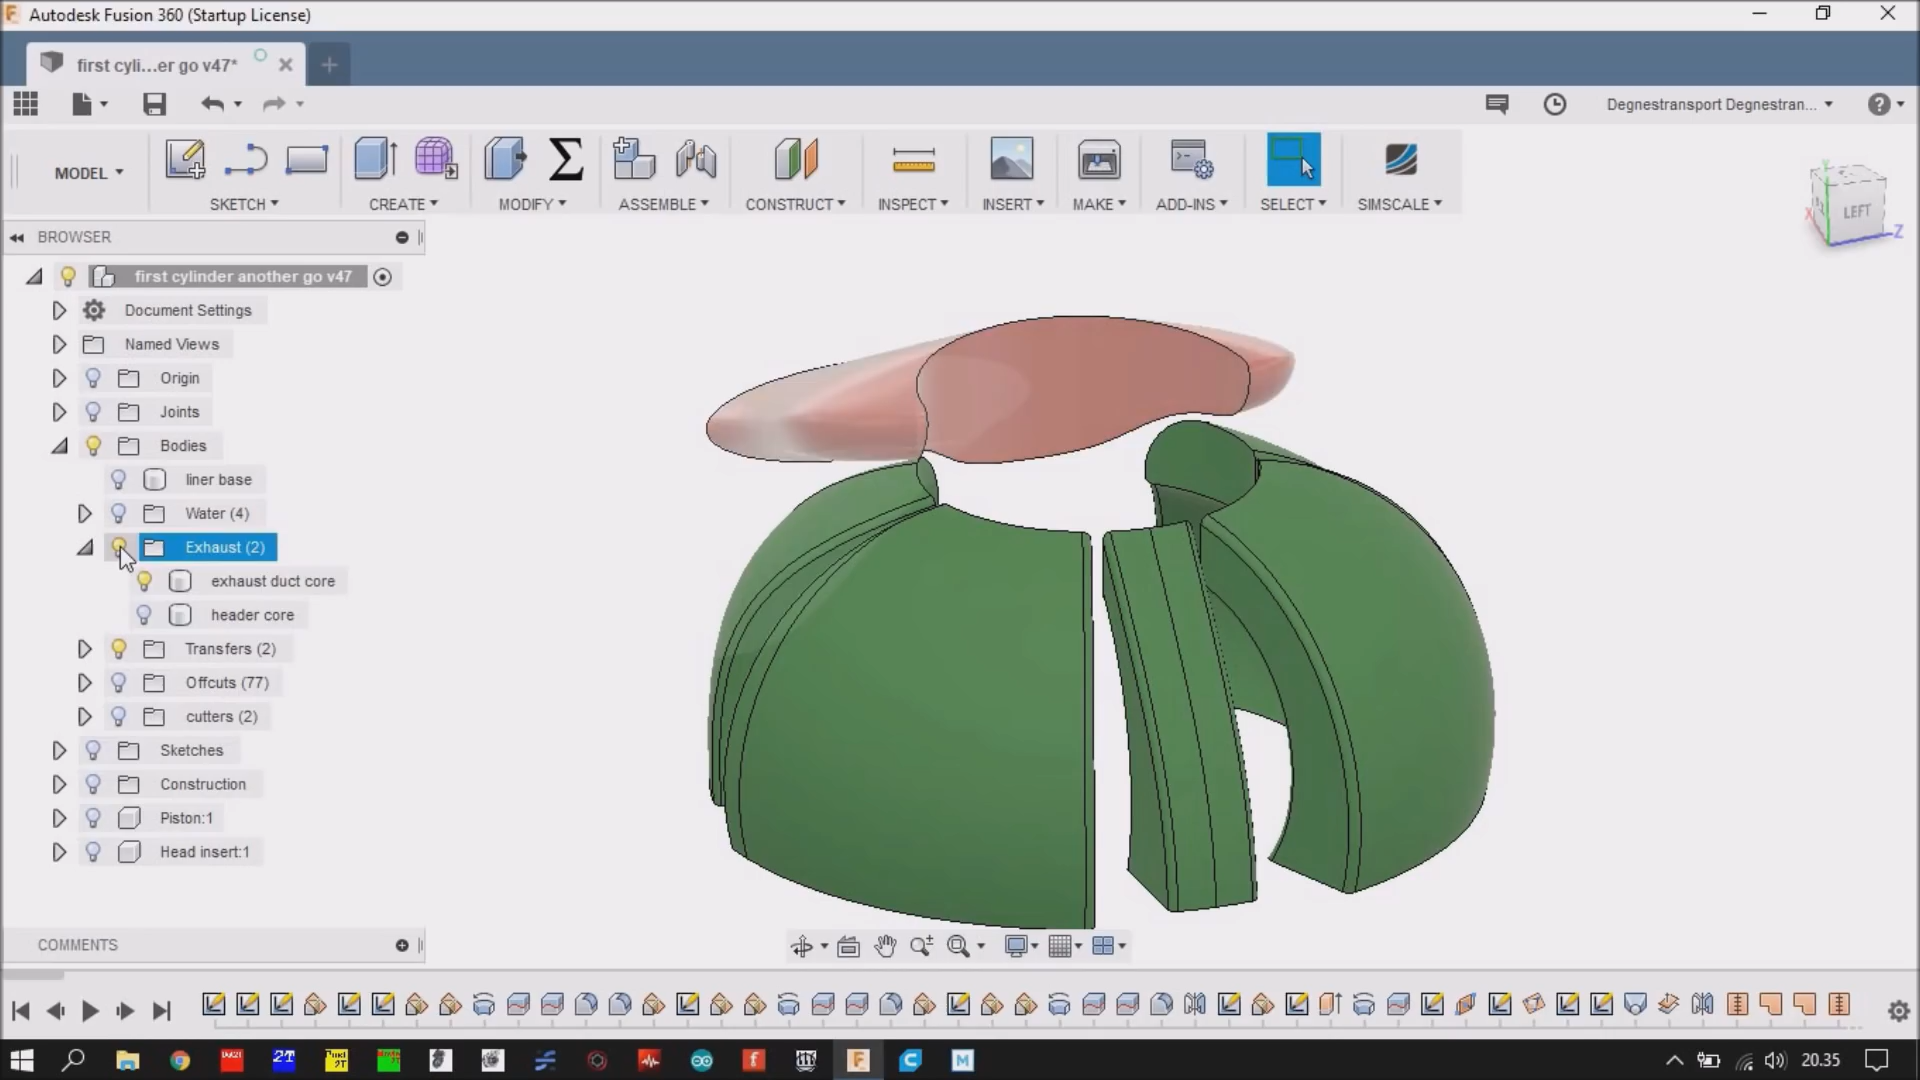 Autodesk Fusion 360 (Startup License)
first cyli...er go v47*
Degnestransport Degnestran...
MODEL
SKETCH
CREATE
MODIFY
ASSEMBLE
CONSTRUCT
INSPECT
INSERT
MAKE
ADD-INS
SELECT
SIMSCALE
LEFT
Y
X
Z
BROWSER
first cylinder another go v47
Document Settings
Named Views
Origin
Joints
Bodies
liner base
Water (4)
Exhaust (2)
exhaust duct core
header core
Transfers (2)
Offcuts (77)
cutters (2)
Sketches
Construction
Piston:1
Head insert:1
COMMENTS
2T
20.35